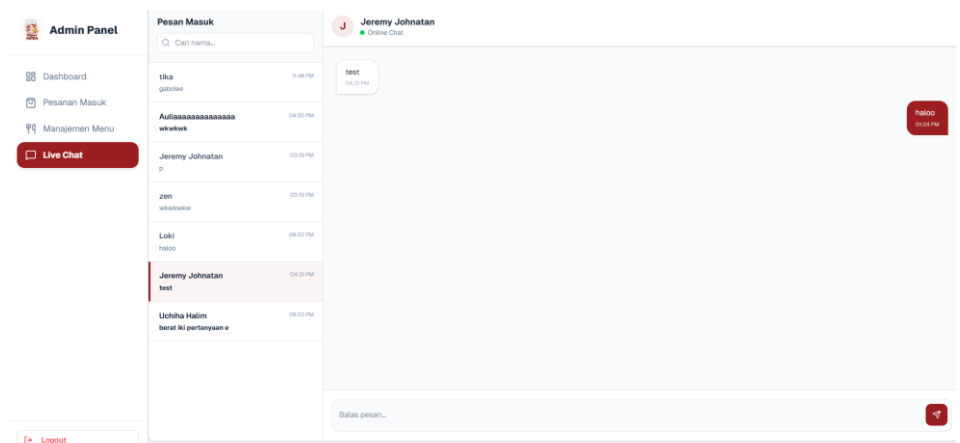 Admin Panel
Dashboard
Pesanan Masuk
Manajemen Menu
Live Chat
Logout
Pesan Masuk
Cari nama...
tika
11:46 PM
gabolee
Auliaaaaaaaaaaaaaa
04:55 PM
wkwkwk
Jeremy Johnatan
03:19 PM
p
zen
03:19 PM
wkwkwkw
Loki
haloo
Jeremy Johnatan
04:31 PM
test
Uchiha Halim
08:23 PM
berat iki pertanyaan e
J
Jeremy Johnatan
Online Chat
test
04:31 PM
haloo
01:24 PM
Balas pesan...